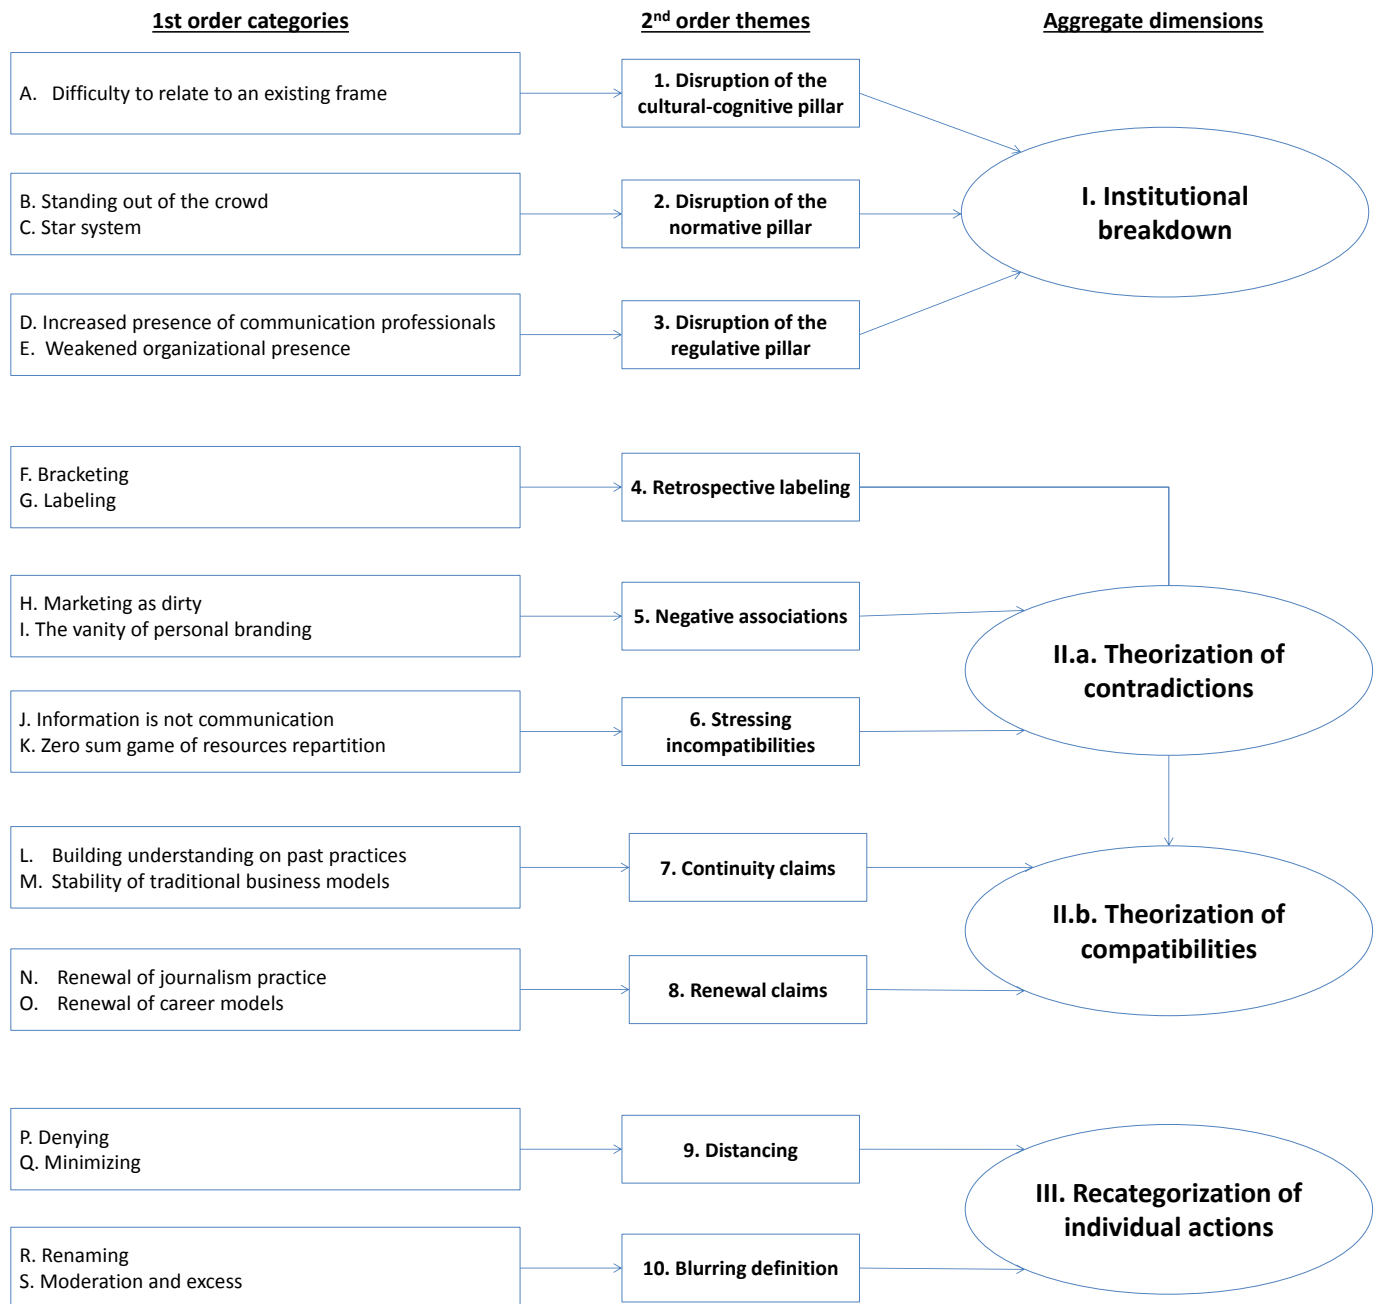 1st order categories
2nd order themes
Aggregate dimensions
A. Difficulty to relate to an existing frame
1. Disruption of the
cultural-cognitive pillar
B. Standing out of the crowd
C. Star system
2. Disruption of the
normative pillar
I. Institutional
breakdown
D. Increased presence of communication professionals
E. Weakened organizational presence
3. Disruption of the
regulative pillar
F. Bracketing
G. Labeling
4. Retrospective labeling
H. Marketing as dirty
I. The vanity of personal branding
5. Negative associations
II.a. Theorization of
contradictions
J. Information is not communication
K. Zero sum game of resources repartition
6. Stressing
incompatibilities
L. Building understanding on past practices
M. Stability of traditional business models
7. Continuity claims
II.b. Theorization of
compatibilities
N. Renewal of journalism practice
O. Renewal of career models
8. Renewal claims
P. Denying
Q. Minimizing
9. Distancing
III. Recategorization of
individual actions
R. Renaming
S. Moderation and excess
10. Blurring definition